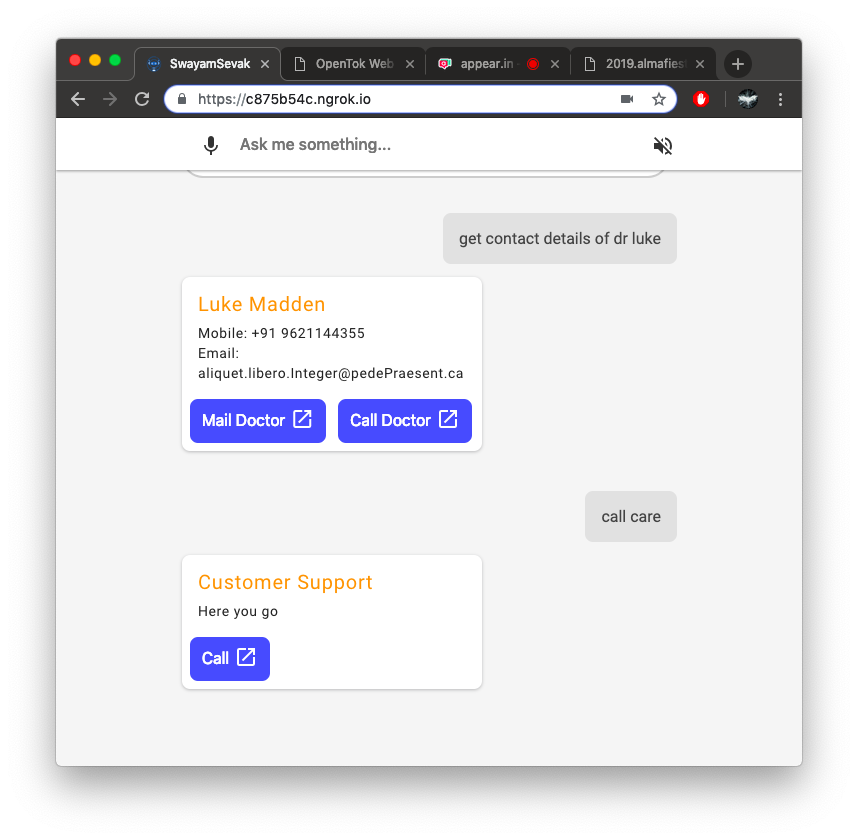 SwayamSevak
OpenTok Web
appear.in -
2019.almafiest
https://c875b54c.ngrok.io
Ask me something...
get contact details of dr luke
Luke Madden
Mobile: +91 9621144355
Email:
aliquet.libero.Integer@pedePraesent.ca
Mail Doctor
Call Doctor
call care
Customer Support
Here you go
Call